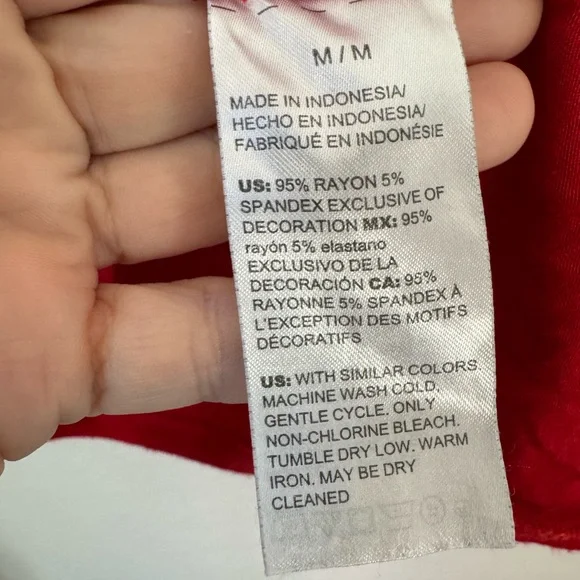 M / M
MADE IN INDONESIA/
HECHO EN INDONESIA/
FABRIQUÉ EN INDONÉSIE
US: 95% RAYON 5%
SPANDEX EXCLUSIVE OF
DECORATION MX: 95%
rayón 5% elastano
EXCLUSIVO DE LA
DECORACIÓN CA: 95%
RAYONNE 5% SPANDEX À
L'EXCEPTION DES MOTIFS
DÉCORATIFS
US: WITH SIMILAR COLORS.
MACHINE WASH COLD,
GENTLE CYCLE. ONLY
NON-CHLORINE BLEACH.
TUMBLE DRY LOW. WARM
IRON. MAY BE DRY
CLEANED